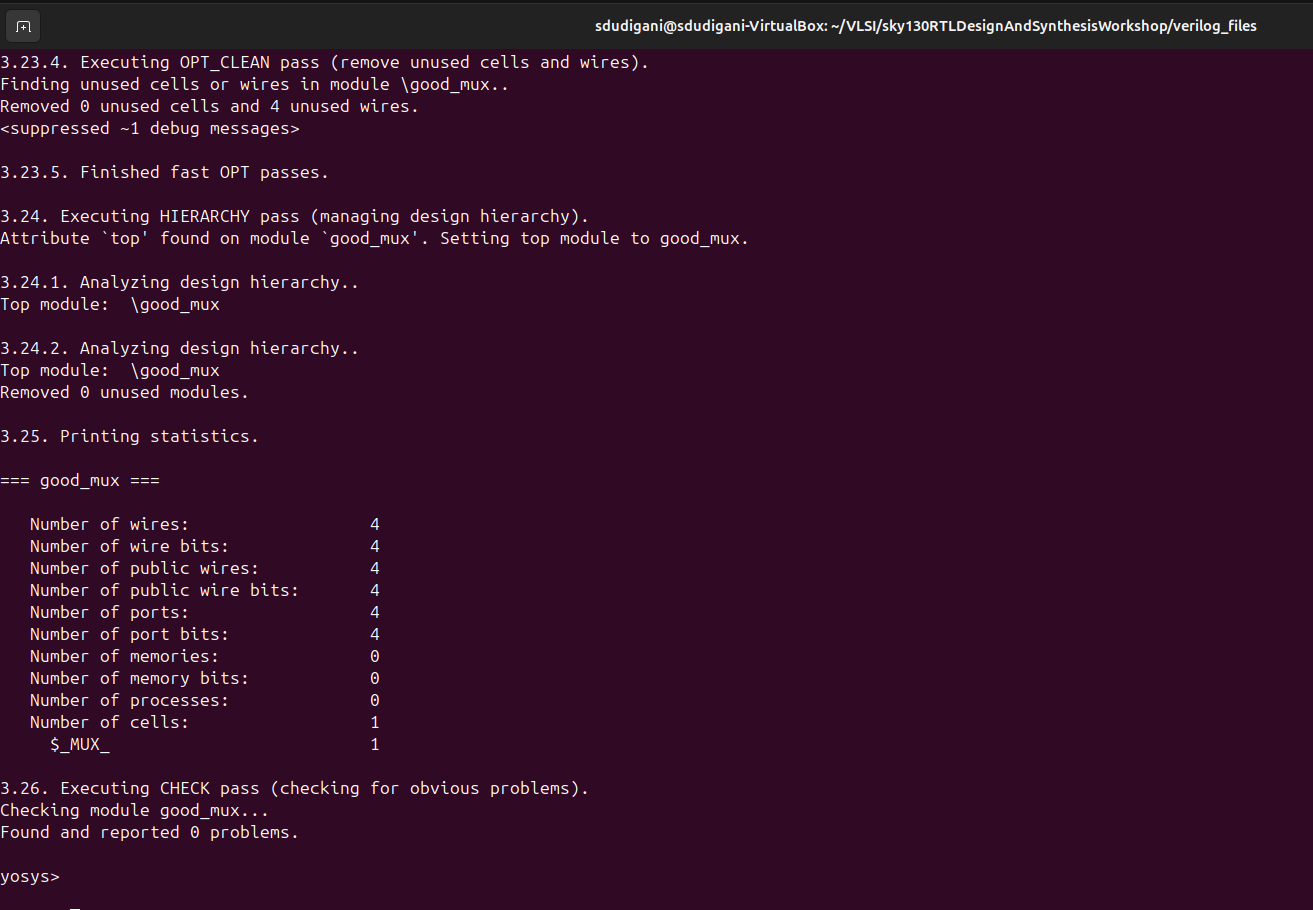 sdudigani@sdudigani-VirtualBox: ~/VLSI/sky130RTLDesignAndSynthesisWorkshop/verilog_files
3.23.4. Executing OPT_CLEAN pass (remove unused cells and wires).
Finding unused cells or wires in module \good_mux..
Removed 0 unused cells and 4 unused wires.
<suppressed ~1 debug messages>
3.23.5. Finished fast OPT passes.
3.24. Executing HIERARCHY pass (managing design hierarchy).
Attribute `top' found on module `good_mux'. Setting top module to good_mux.
3.24.1. Analyzing design hierarchy..
Top module:  \good_mux
3.24.2. Analyzing design hierarchy..
Top module:  \good_mux
Removed 0 unused modules.
3.25. Printing statistics.
=== good_mux ===
   Number of wires:                  4
   Number of wire bits:              4
   Number of public wires:           4
   Number of public wire bits:       4
   Number of ports:                  4
   Number of port bits:              4
   Number of memories:               0
   Number of memory bits:            0
   Number of processes:              0
   Number of cells:                  1
     $_MUX_                          1
3.26. Executing CHECK pass (checking for obvious problems).
Checking module good_mux...
Found and reported 0 problems.
yosys>